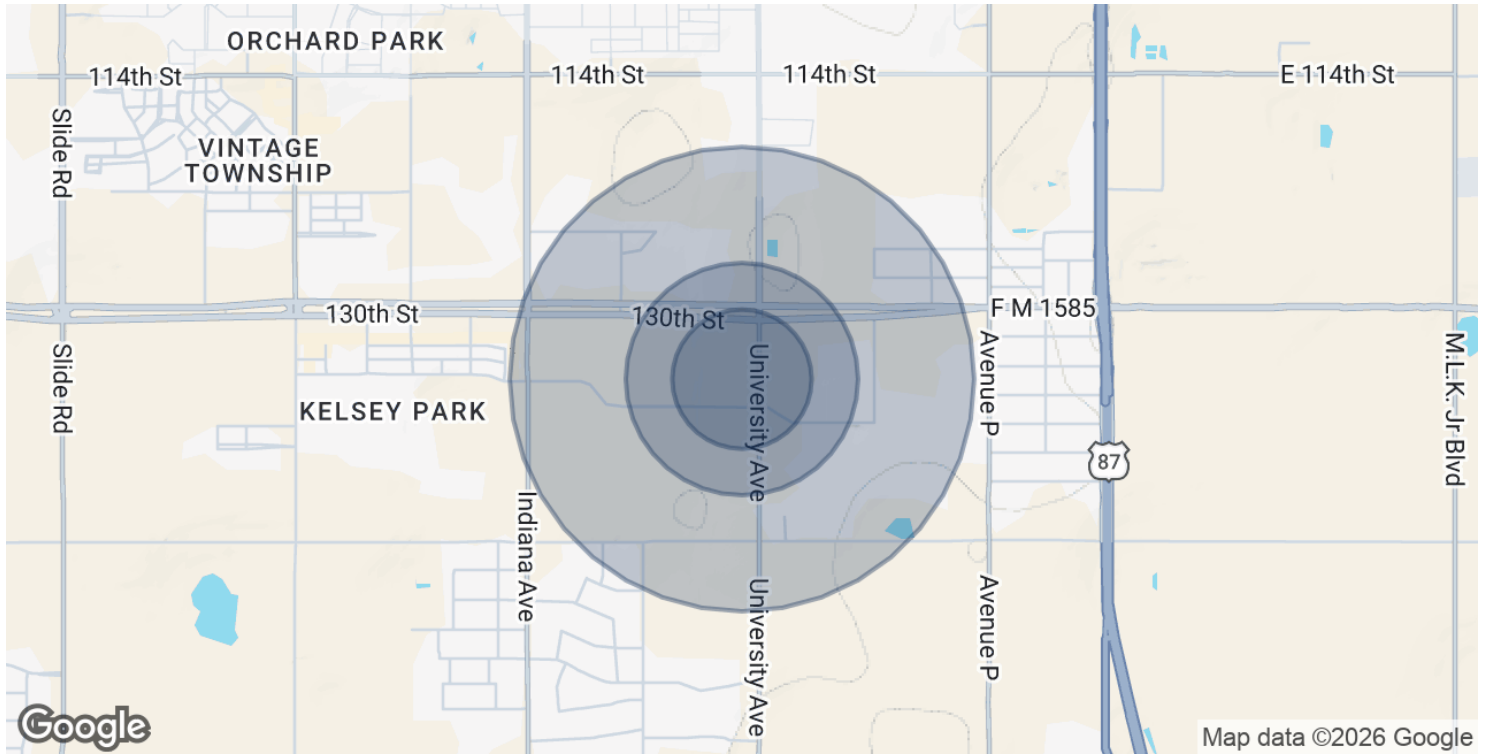 ORCHARD PARK
114th St
114th St
114th St
E 114th St
Slide Rd
VINTAGE
TOWNSHIP
130th St
130th St
F M 1585
Slide Rd
University Ave
Avenue P
M.L.K. Jr Blvd
KELSEY PARK
87
Indiana Ave
University Ave
Avenue P
Google
Map data ©2026 Google